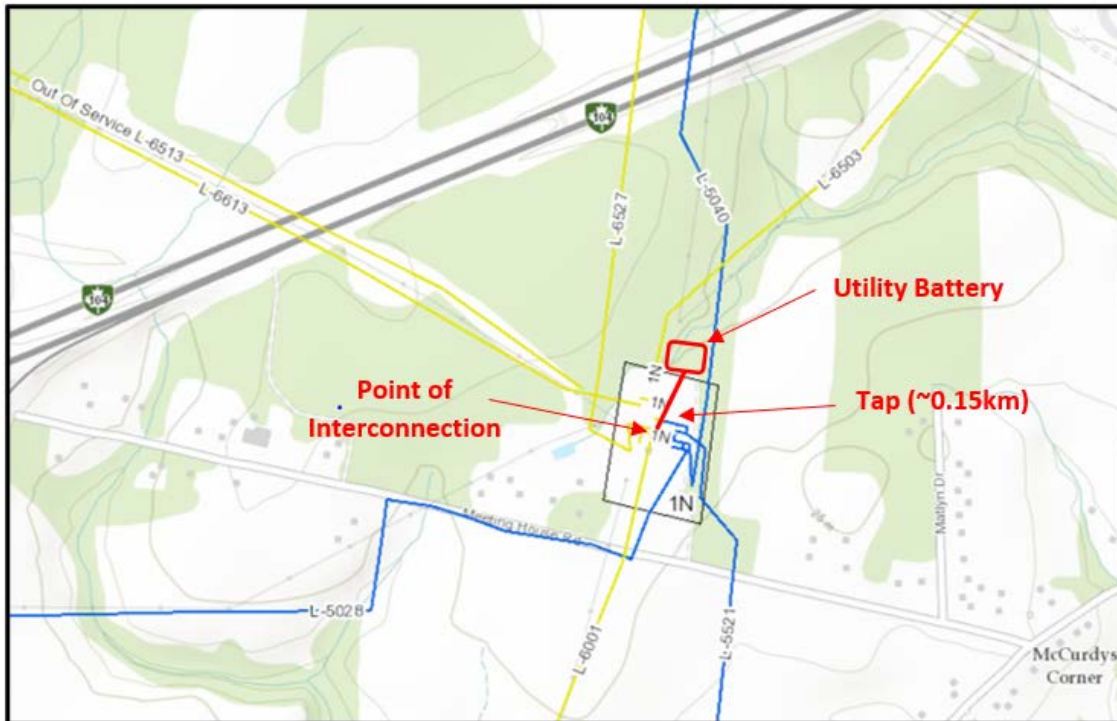 104
Out Of Service L-6513
L-6613
L-6527
L-5040
L-6503
104
Utility Battery
Point of
Interconnection
Tap (~0.15km)
1N
1N
1N
1N
Meeting House Rd
25 m
Matlyn Dr
L-5028
L-6001
L-5521
McCurdys
Corner